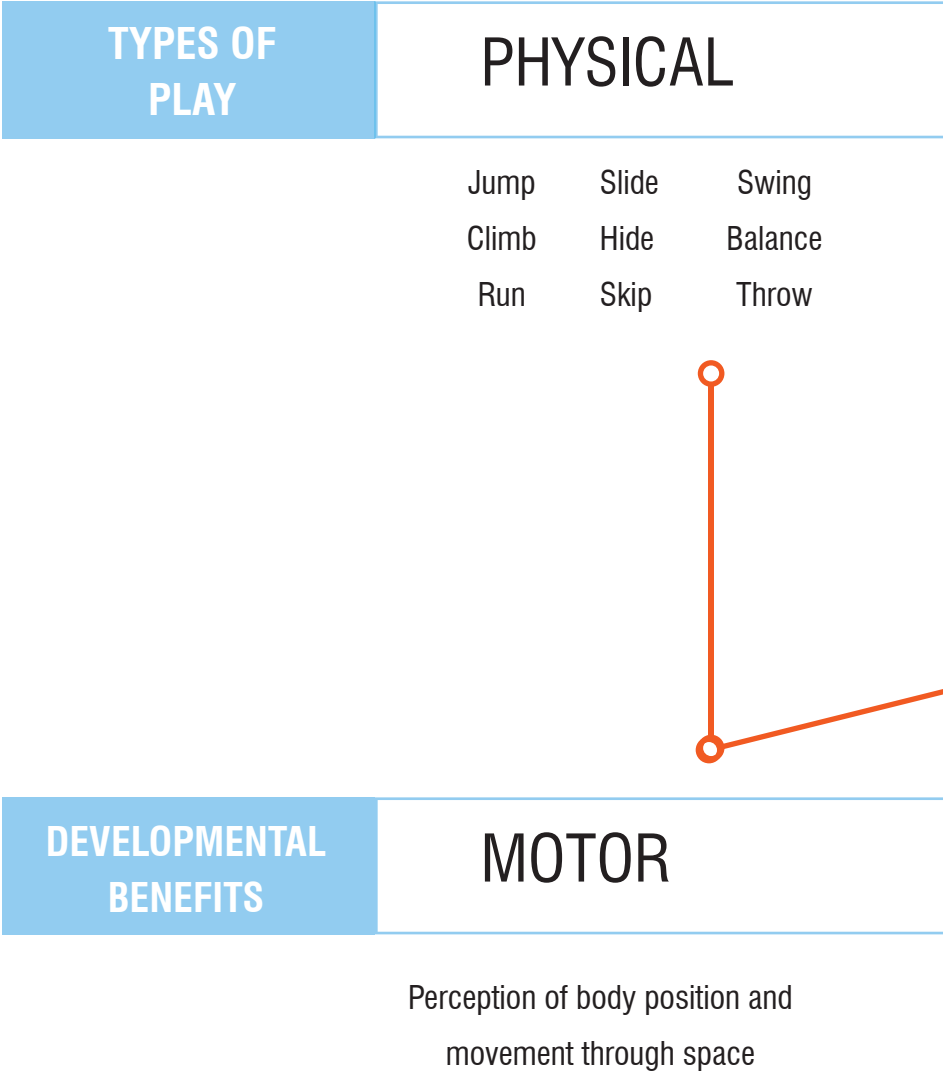 TYPES OF
PLAY
PHYSICAL
Jump Slide Swing
Climb Hide Balance
Run Skip Throw
DEVELOPMENTAL
BENEFITS
MOTOR
Perception of body position and
movement through space